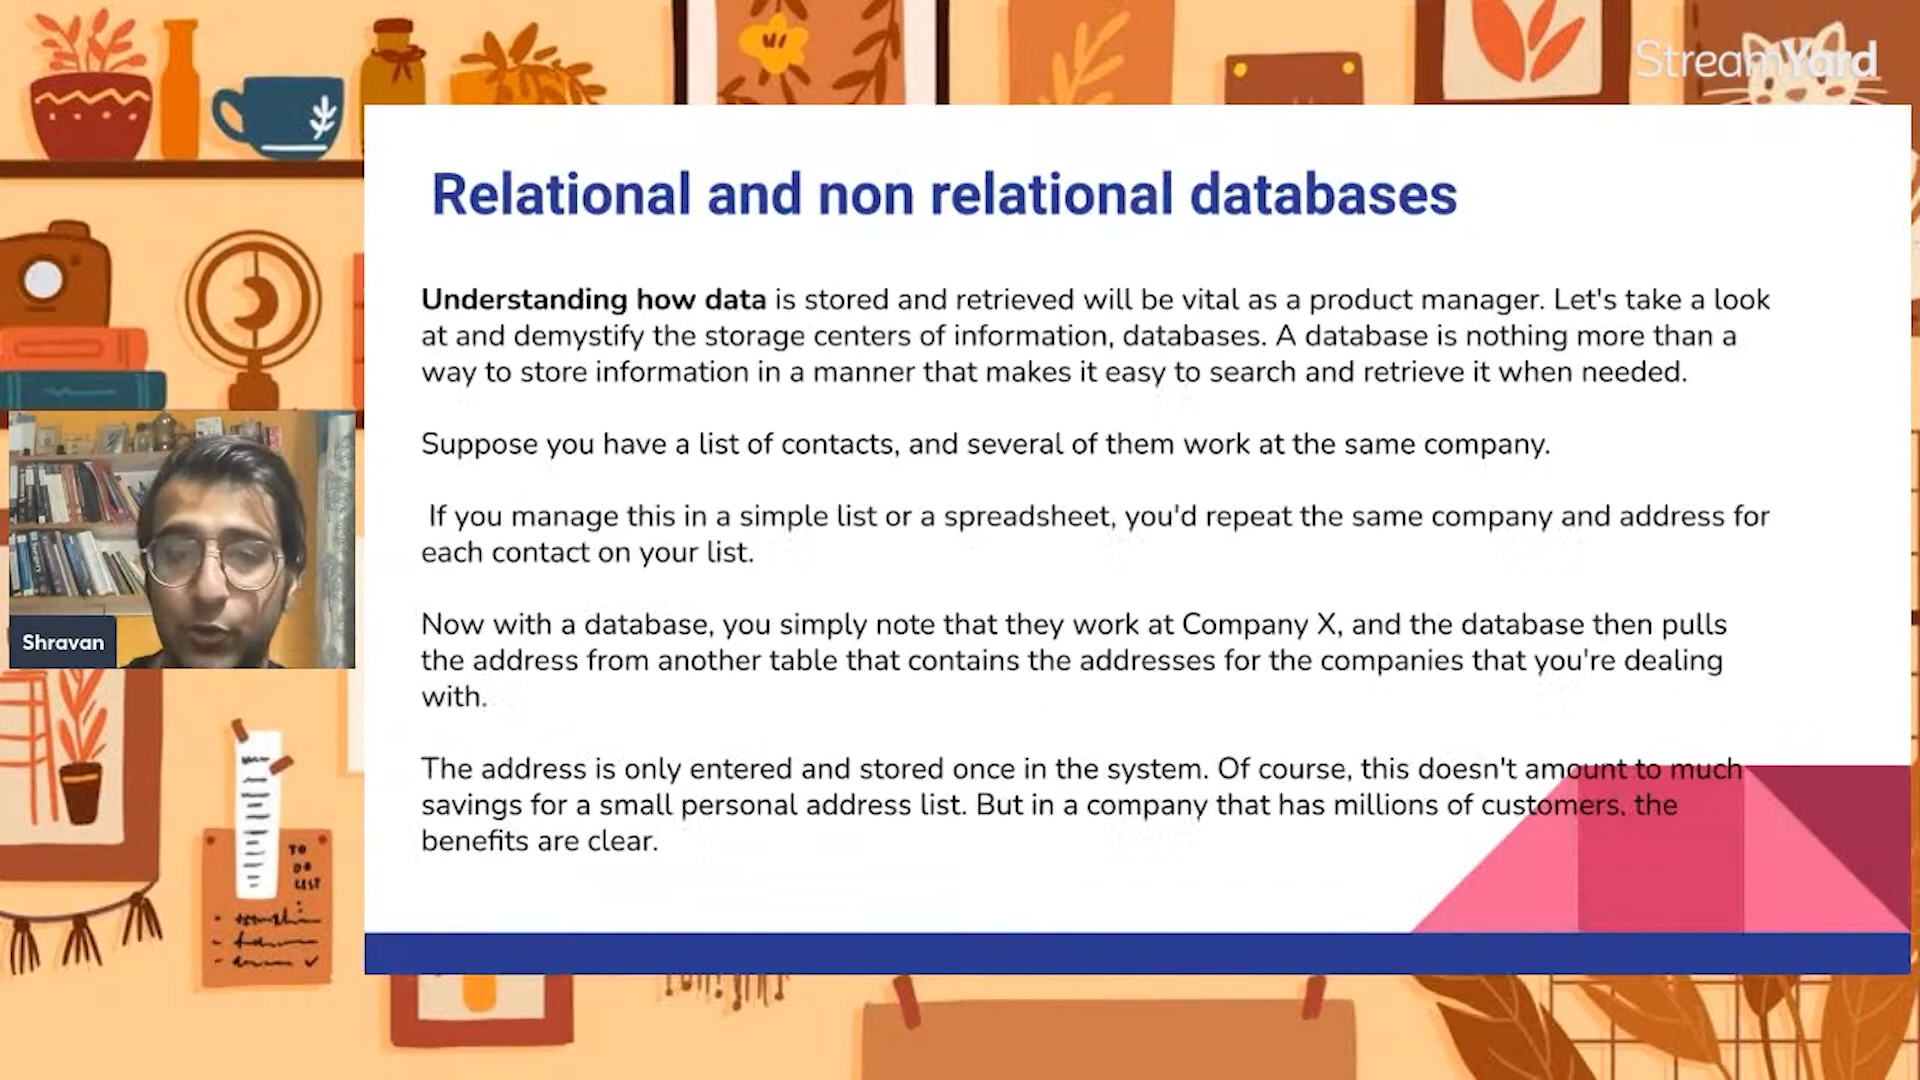 StreamYard
Relational and non relational databases
Understanding how data is stored and retrieved will be vital as a product manager. Let's take a look
at and demystify the storage centers of information, databases. A database is nothing more than a
way to store information in a manner that makes it easy to search and retrieve it when needed.
Suppose you have a list of contacts, and several of them work at the same company.
If you manage this in a simple list or a spreadsheet, you'd repeat the same company and address for
each contact on your list.
Now with a database, you simply note that they work at Company X, and the database then pulls
the address from another table that contains the addresses for the companies that you're dealing
with.
The address is only entered and stored once in the system. Of course, this doesn't amount to much
savings for a small personal address list. But in a company that has millions of customers, the
benefits are clear.
Shravan
TO
DO
LIST